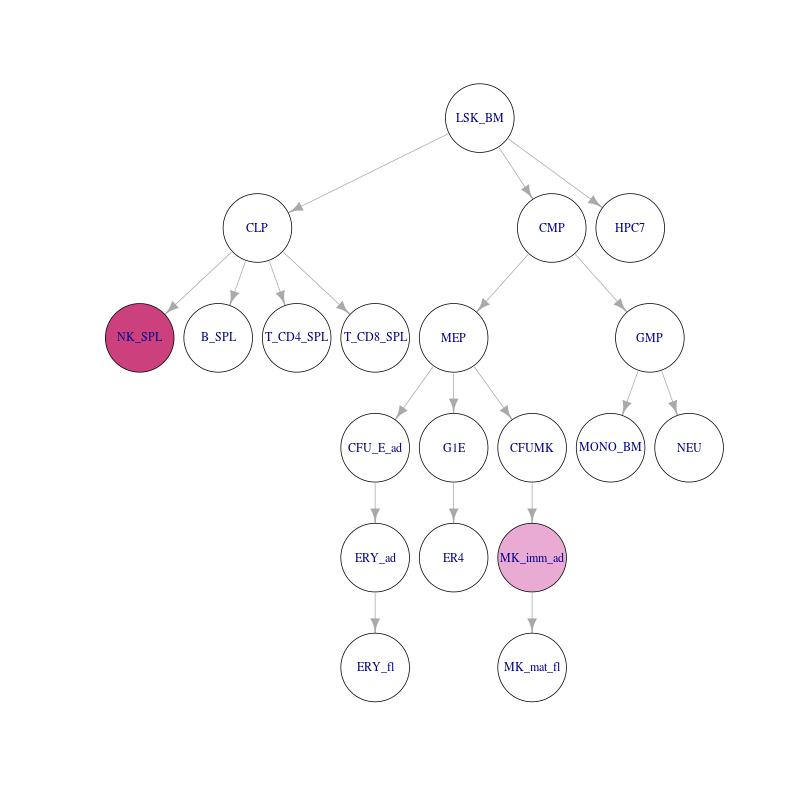 LSK_BM
CLP
CMP
HPC7
NK_SPL
B_SPL
T_CD4_SPL
T_CD8_SPL
MEP
GMP
CFU_E_ad
G1E
CFUMK
MONO_BM
NEU
ERY_ad
ER4
MK_imm_ad
ERY_fl
MK_mat_fl